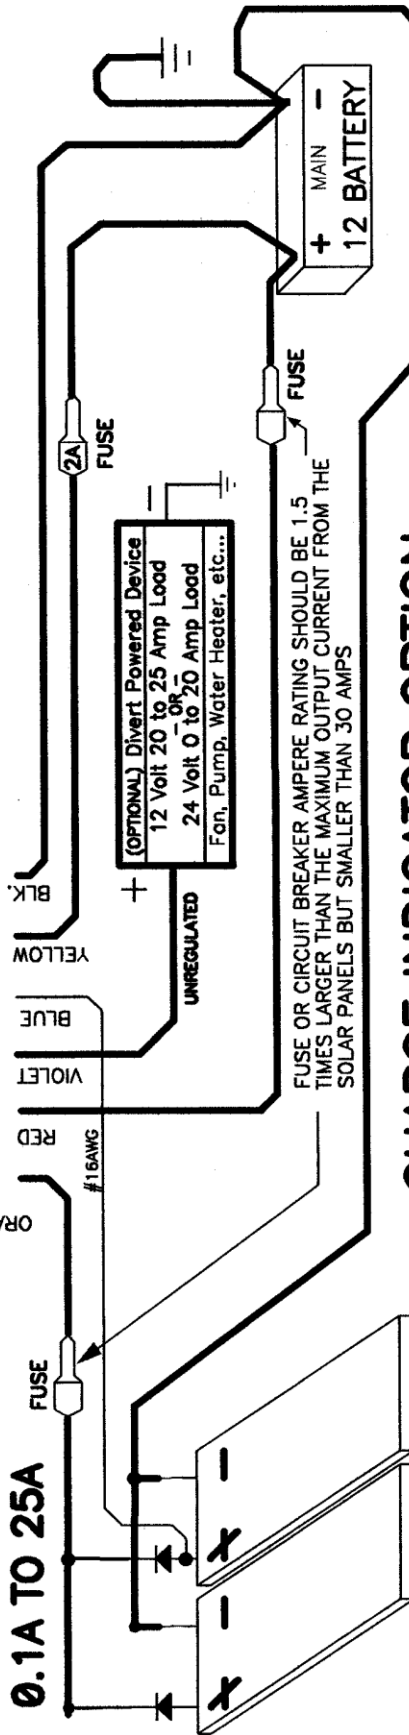 0.1A TO 25A
FUSE
ORA
RED
VIOLET
BLUE
YELLOW
BLK.
#16AWG
UNREGULATED
+
(OPTIONAL) Divert Powered Device
12 Volt 20 to 25 Amp Load
- OR -
24 Volt 0 to 20 Amp Load
Fan, Pump, Water Heater, etc...
−
2A
FUSE
FUSE
FUSE OR CIRCUIT BREAKER AMPERE RATING SHOULD BE 1.5
TIMES LARGER THAN THE MAXIMUM OUTPUT CURRENT FROM THE
SOLAR PANELS BUT SMALLER THAN 30 AMPS
+ MAIN −
12 BATTERY
+ −
+ −
CHARGE INDICATOR OPTION